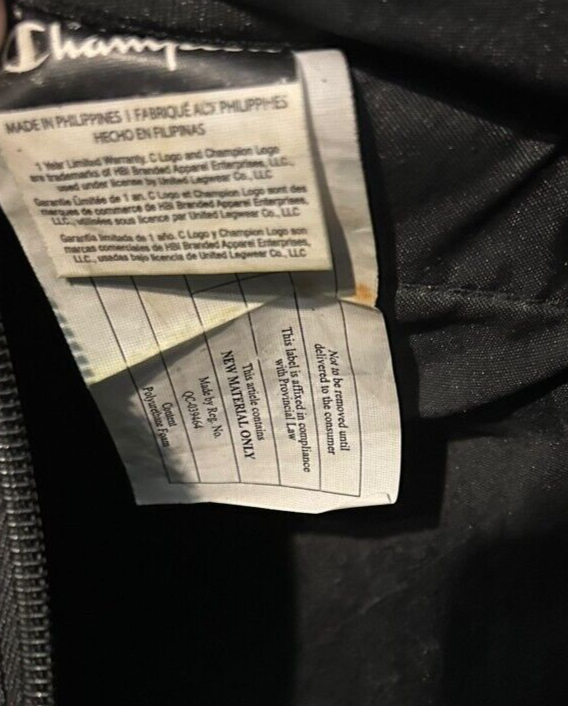 Champ
MADE IN PHILIPPINES | FABRIQUÉ AUX PHILIPPINES
HECHO EN FILIPINAS
1 Year Limited Warranty. C Logo and Champion Logo
are trademarks of HBI Branded Apparel Enterprises, LLC.,
used under license by United Legwear Co., LLC
Garantie Limitée de 1 an. C Logo et Champion Logo sont des
marques de commerce de HBI Branded Apparel Enterprises,
LLC., utilisées sous licence par United Legwear Co., LLC
Garantía limitada de 1 año. C Logo y Champion Logo son
marcas comerciales de HBI Branded Apparel Enterprises,
LLC., usadas bajo licencia de United Legwear Co., LLC
Not to be removed until
delivered to the consumer
This label is affixed in compliance
with Provincial Law
This article contains
NEW MATERIAL ONLY
Made by Reg. No.
QC-039464
Content
Polyurethane Foam